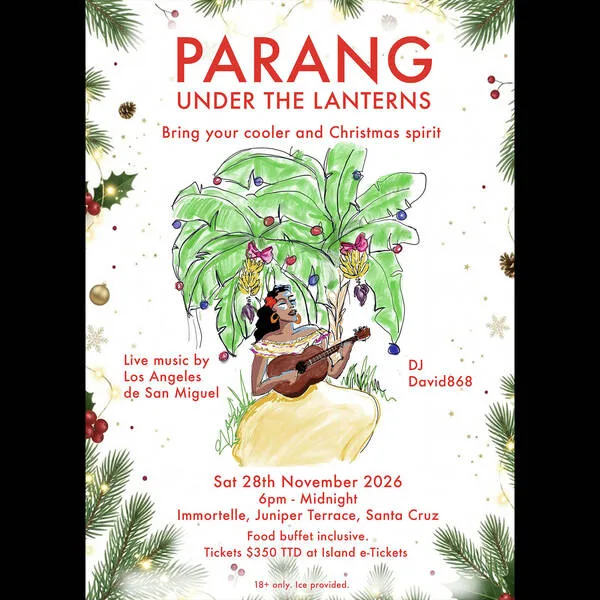 PARANG
UNDER THE LANTERNS
Bring your cooler and Christmas spirit
Live music by
Los Angeles
de San Miguel
DJ
David868
Sat 28th November 2026
6pm - Midnight
Immortelle, Juniper Terrace, Santa Cruz
Food buffet inclusive.
Tickets $350 TTD at Island e-Tickets
18+ only. Ice provided.